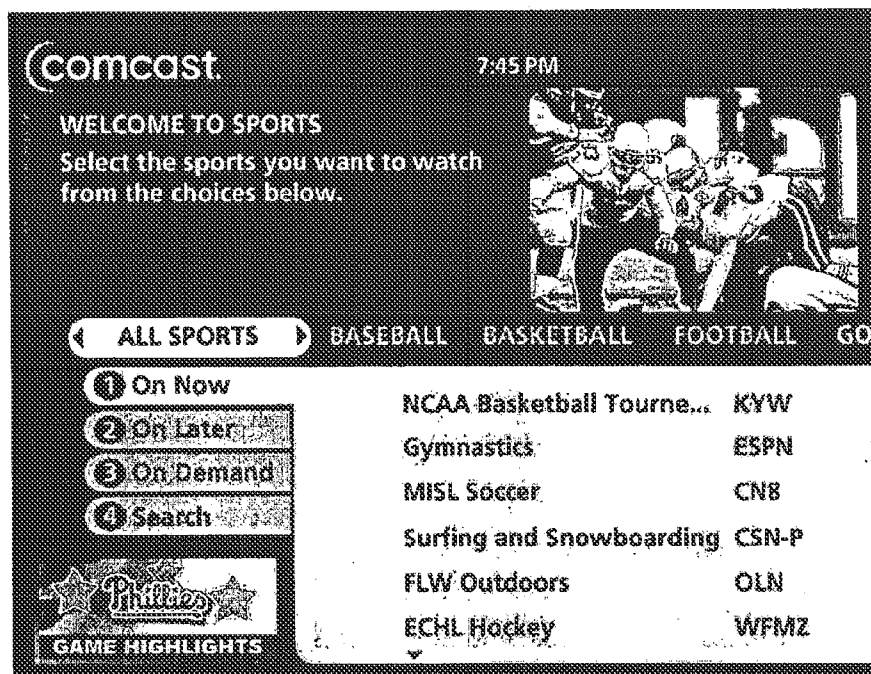 comcast.
7:45 PM
WELCOME TO SPORTS
Select the sports you want to watch
from the choices below.
ALL SPORTS BASEBALL BASKETBALL FOOTBALL GO
1 On Now
2 On Later
3 On Demand
4 Search
NCAA Basketball Tourne... KYW
Gymnastics ESPN
MISL Soccer CN8
Surfing and Snowboarding CSN-P
FLW Outdoors OLN
ECHL Hockey WFMZ
Phillies
GAME HIGHLIGHTS